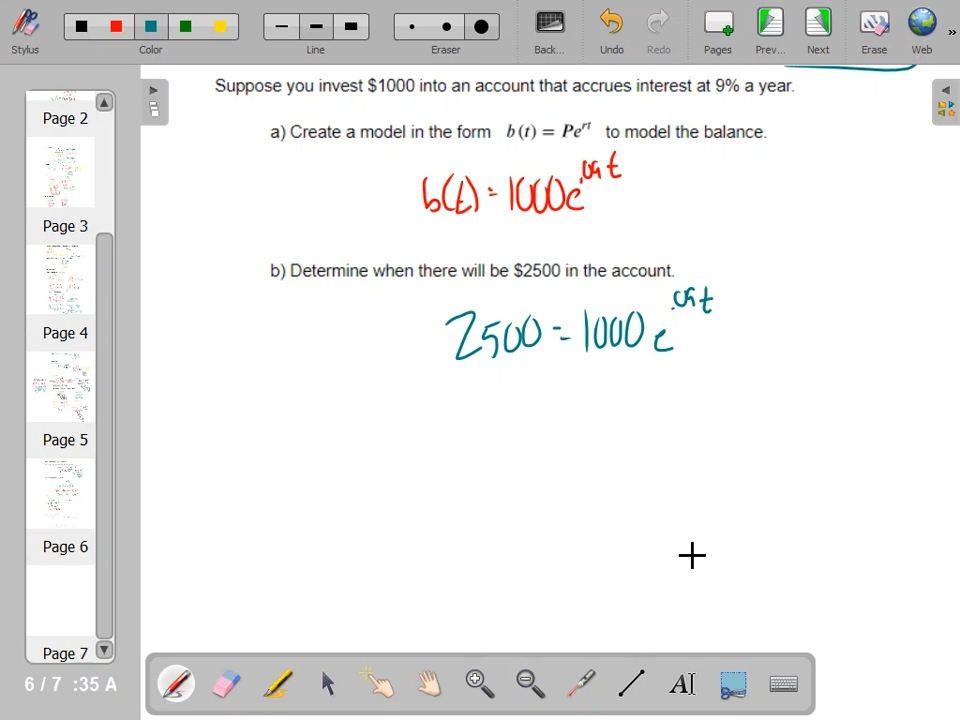 Stylus Color Line Eraser Back... Undo Redo Pages Prev... Next Erase Web »
Page 2
Page 3
Page 4
Page 5
Page 6
Page 7
6 / 7 :35 A
Suppose you invest $1000 into an account that accrues interest at 9% a year.
a) Create a model in the form b(t) = Pe^rt to model the balance.
b(t) = 1000e^.09t
b) Determine when there will be $2500 in the account.
2500 = 1000e^.09t
A